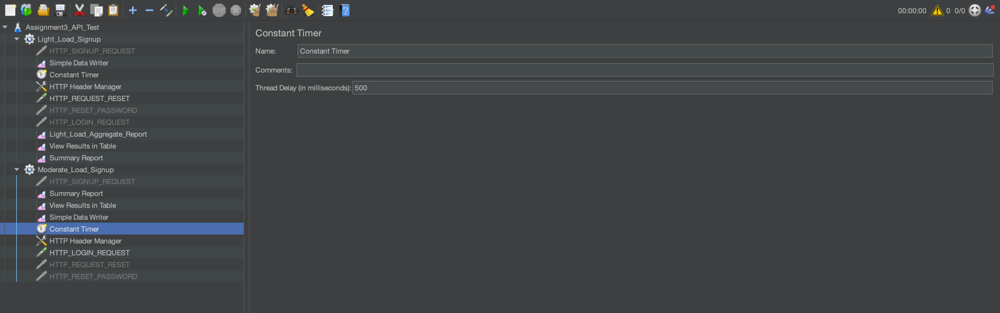 00:00:00 0 0/0
Assignment3_API_Test
Light_Load_Signup
HTTP_SIGNUP_REQUEST
Simple Data Writer
Constant Timer
HTTP Header Manager
HTTP_REQUEST_RESET
HTTP_RESET_PASSWORD
HTTP_LOGIN_REQUEST
Light_Load_Aggregate_Report
View Results in Table
Summary Report
Moderate_Load_Signup
HTTP_SIGNUP_REQUEST
Summary Report
View Results in Table
Simple Data Writer
Constant Timer
HTTP Header Manager
HTTP_LOGIN_REQUEST
HTTP_REQUEST_RESET
HTTP_RESET_PASSWORD
Constant Timer
Name: Constant Timer
Comments:
Thread Delay (in milliseconds): 500